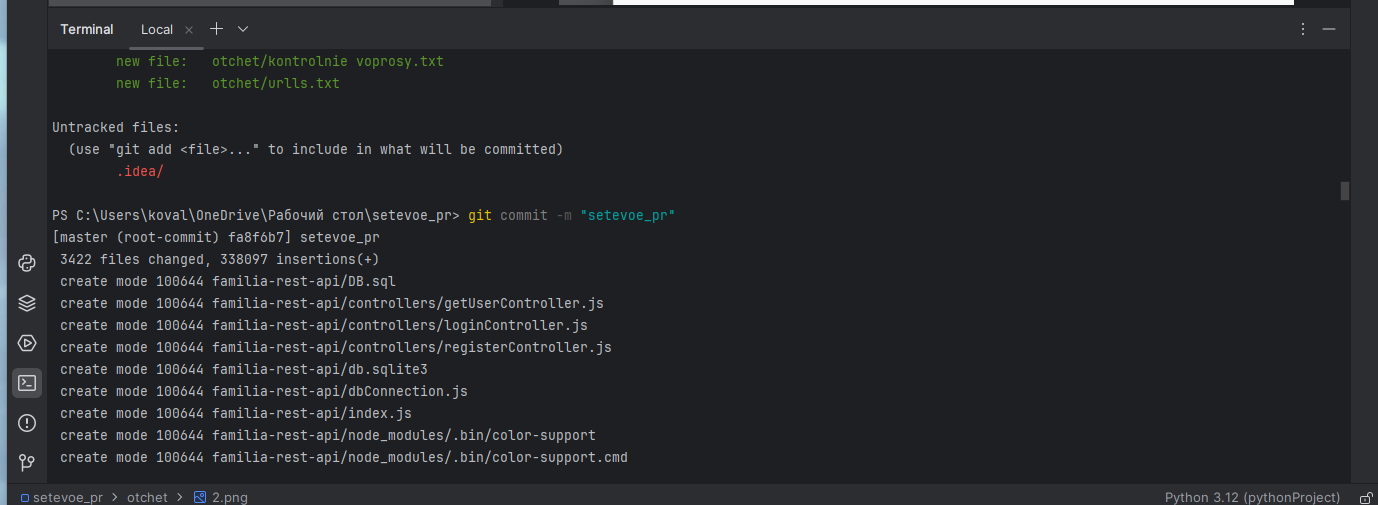 Terminal Local
new file: otchet/kontrolnie voprosy.txt
new file: otchet/urlls.txt
Untracked files:
(use "git add <file>..." to include in what will be committed)
.idea/
PS C:\Users\koval\OneDrive\Рабочий стол\setevoe_pr> git commit -m "setevoe_pr"
[master (root-commit) fa8f6b7] setevoe_pr
3422 files changed, 338097 insertions(+)
create mode 100644 familia-rest-api/DB.sql
create mode 100644 familia-rest-api/controllers/getUserController.js
create mode 100644 familia-rest-api/controllers/loginController.js
create mode 100644 familia-rest-api/controllers/registerController.js
create mode 100644 familia-rest-api/db.sqlite3
create mode 100644 familia-rest-api/dbConnection.js
create mode 100644 familia-rest-api/index.js
create mode 100644 familia-rest-api/node_modules/.bin/color-support
create mode 100644 familia-rest-api/node_modules/.bin/color-support.cmd
setevoe_pr > otchet > 2.png Python 3.12 (pythonProject)